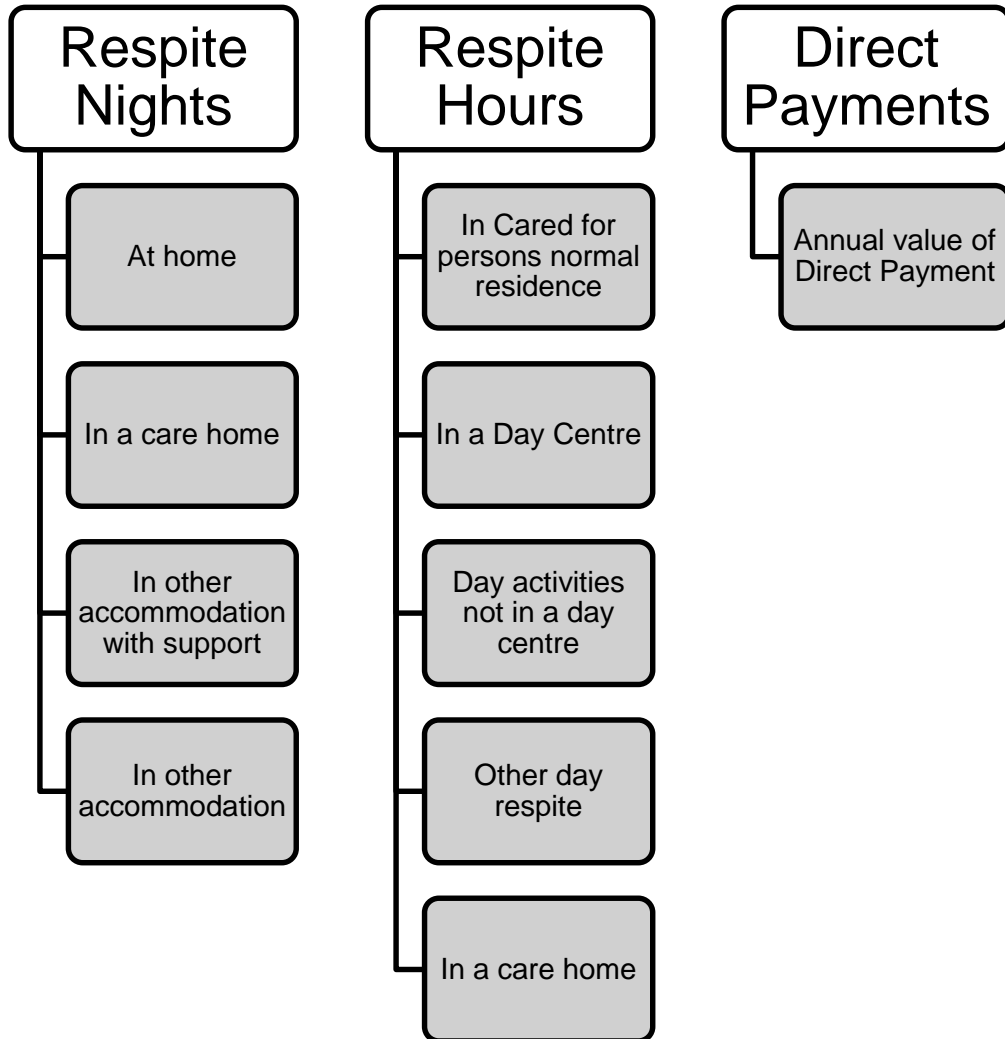 Respite
Nights
At home
In a care home
In other
accommodation
with support
In other
accommodation
Respite
Hours
In Cared for
persons normal
residence
In a Day Centre
Day activities
not in a day
centre
Other day
respite
In a care home
Direct
Payments
Annual value of
Direct Payment